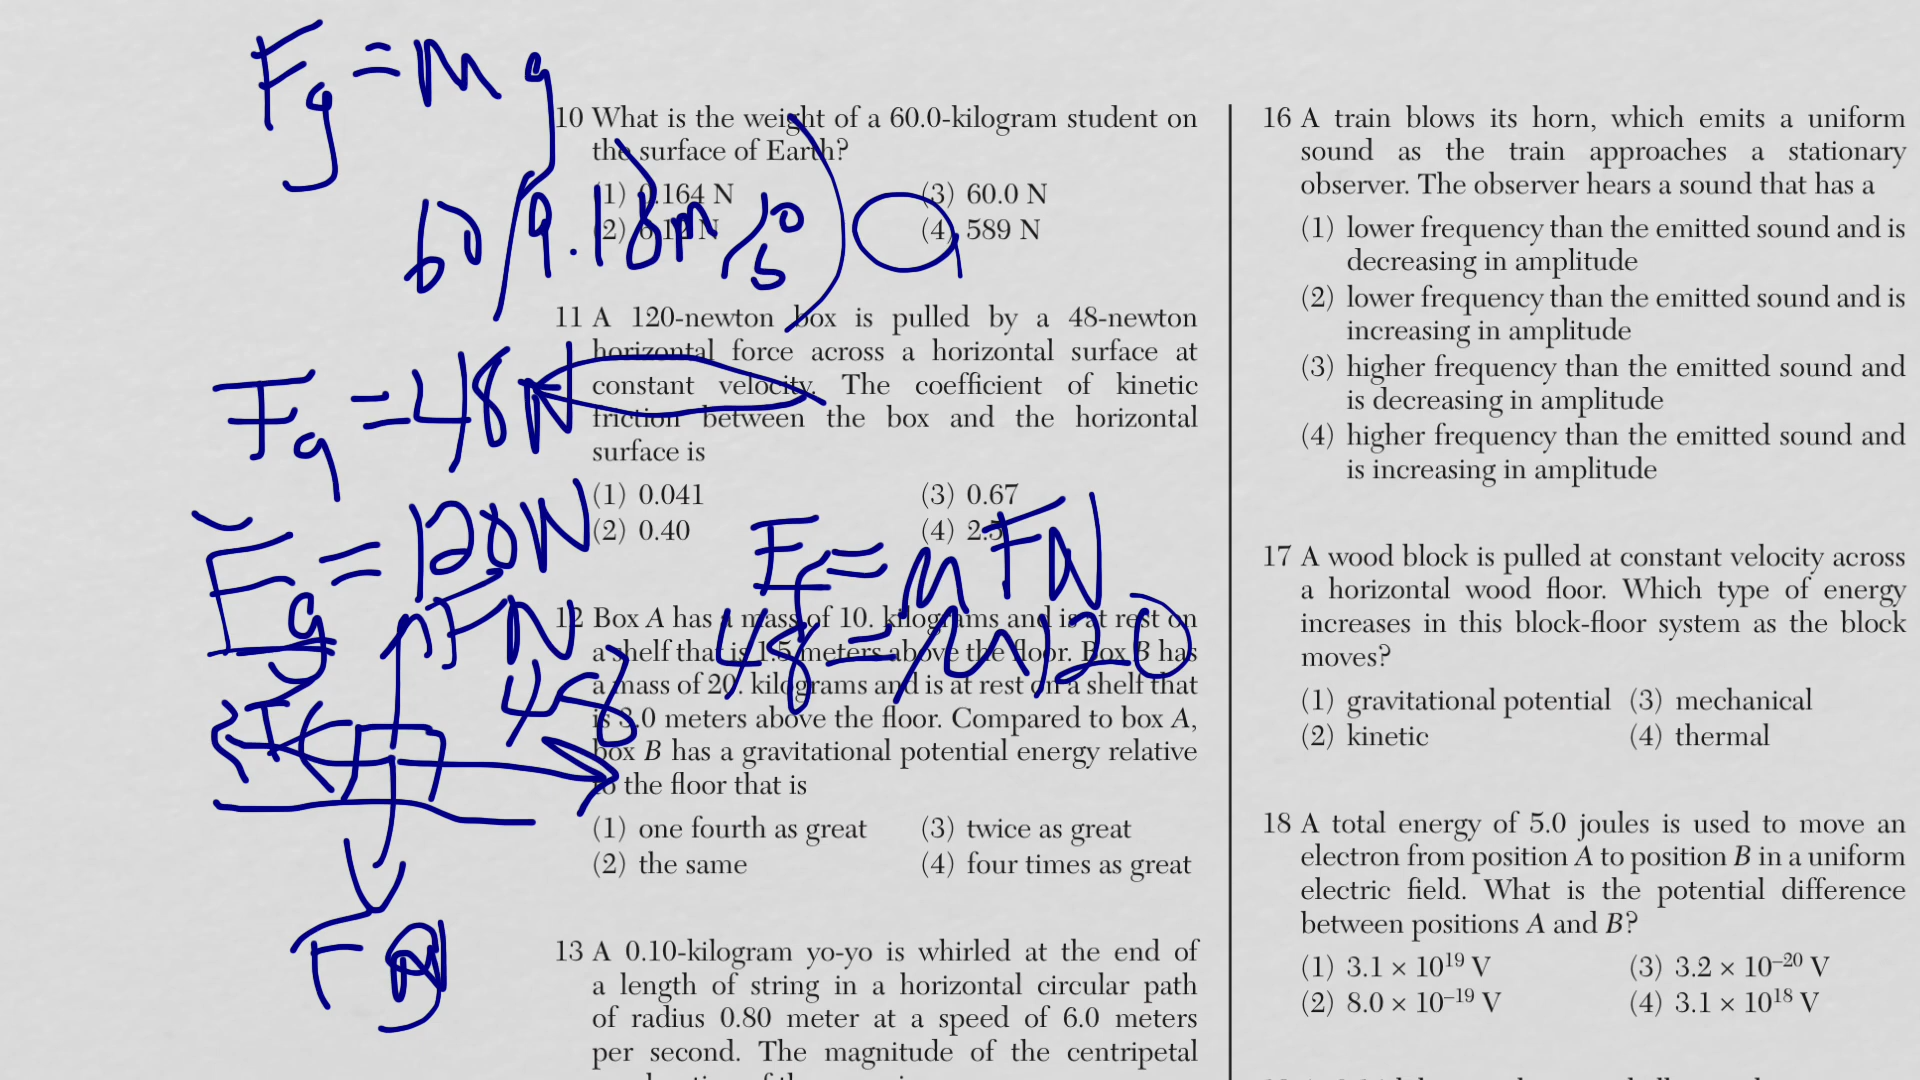 F_g = mg
10 What is the weight of a 60.0-kilogram student on
the surface of Earth?
(1) 0.164 N (3) 60.0 N
(2) 6.12 N (4) 589 N
60 (9.18 m/s
11 A 120-newton box is pulled by a 48-newton
horizontal force across a horizontal surface at
constant velocity. The coefficient of kinetic
friction between the box and the horizontal
surface is
(1) 0.041 (3) 0.67
(2) 0.40 (4) 2.5
= 48N
F_g = 120N
FN
48
F_f = μ FN
48 = μ 120
12 Box A has a mass of 10. kilograms and is at rest on
a shelf that is 1.5 meters above the floor. Box B has
a mass of 20. kilograms and is at rest on a shelf that
is 3.0 meters above the floor. Compared to box A,
box B has a gravitational potential energy relative
to the floor that is
(1) one fourth as great (3) twice as great
(2) the same (4) four times as great
13 A 0.10-kilogram yo-yo is whirled at the end of
a length of string in a horizontal circular path
of radius 0.80 meter at a speed of 6.0 meters
per second. The magnitude of the centripetal
16 A train blows its horn, which emits a uniform
sound as the train approaches a stationary
observer. The observer hears a sound that has a
(1) lower frequency than the emitted sound and is
decreasing in amplitude
(2) lower frequency than the emitted sound and is
increasing in amplitude
(3) higher frequency than the emitted sound and
is decreasing in amplitude
(4) higher frequency than the emitted sound and
is increasing in amplitude
17 A wood block is pulled at constant velocity across
a horizontal wood floor. Which type of energy
increases in this block-floor system as the block
moves?
(1) gravitational potential (3) mechanical
(2) kinetic (4) thermal
18 A total energy of 5.0 joules is used to move an
electron from position A to position B in a uniform
electric field. What is the potential difference
between positions A and B?
(1) 3.1 × 10¹⁹ V (3) 3.2 × 10⁻²⁰ V
(2) 8.0 × 10⁻¹⁹ V (4) 3.1 × 10¹⁸ V